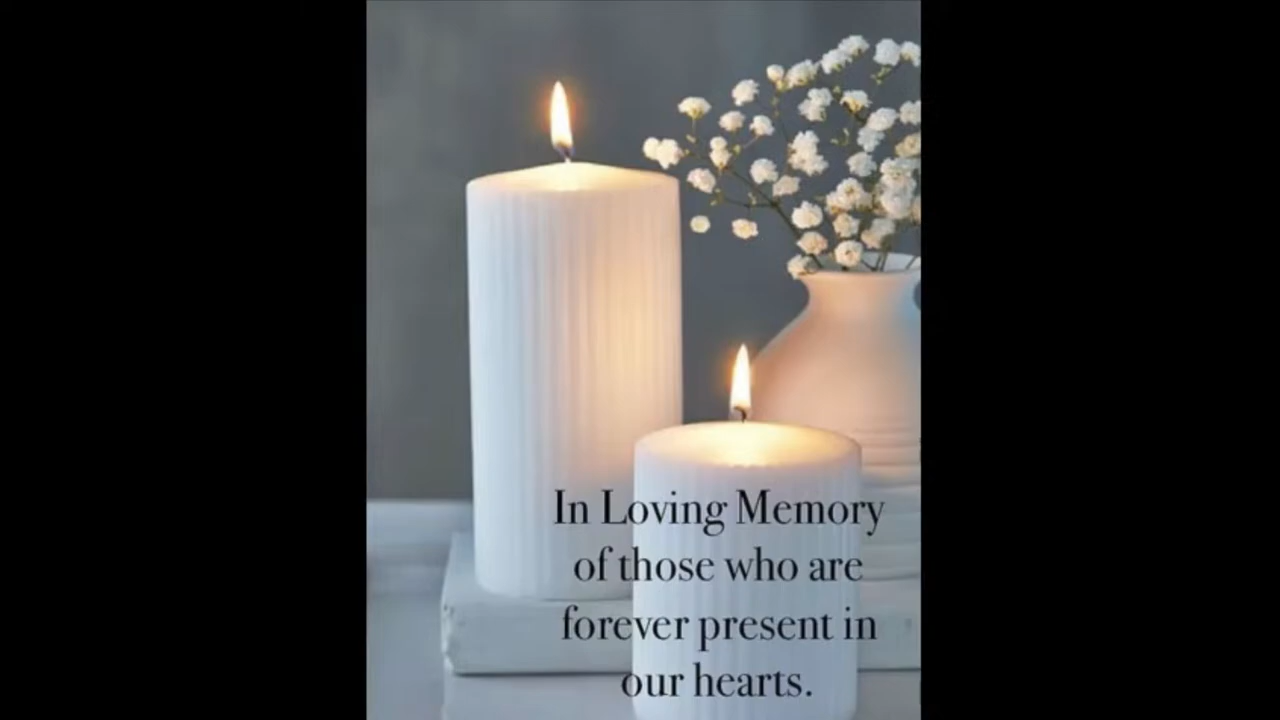 In Loving Memory
of those who are
forever present in
our hearts.